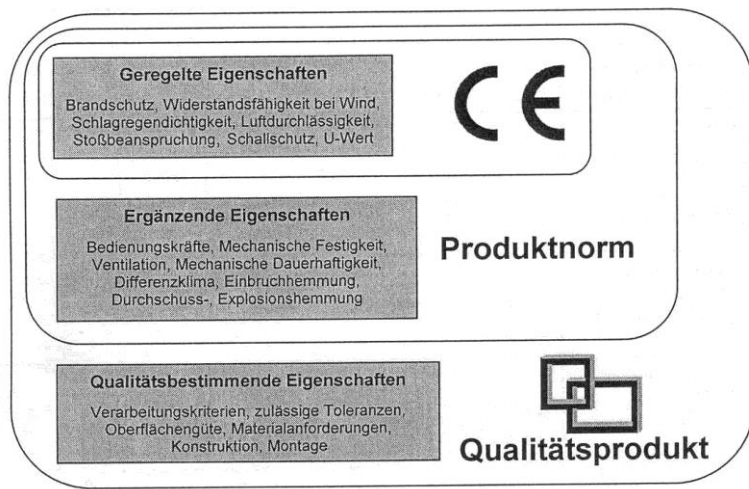 Geregelte Eigenschaften
Brandschutz, Widerstandsfähigkeit bei Wind,
Schlagregendichtigkeit, Luftdurchlässigkeit,
Stoßbeanspruchung, Schallschutz, U-Wert
CE
Ergänzende Eigenschaften
Bedienungskräfte, Mechanische Festigkeit,
Ventilation, Mechanische Dauerhaftigkeit,
Differenzklima, Einbruchhemmung,
Durchschuss-, Explosionshemmung
Produktnorm
Qualitätsbestimmende Eigenschaften
Verarbeitungskriterien, zulässige Toleranzen,
Oberflächengüte, Materialanforderungen,
Konstruktion, Montage
Qualitätsprodukt